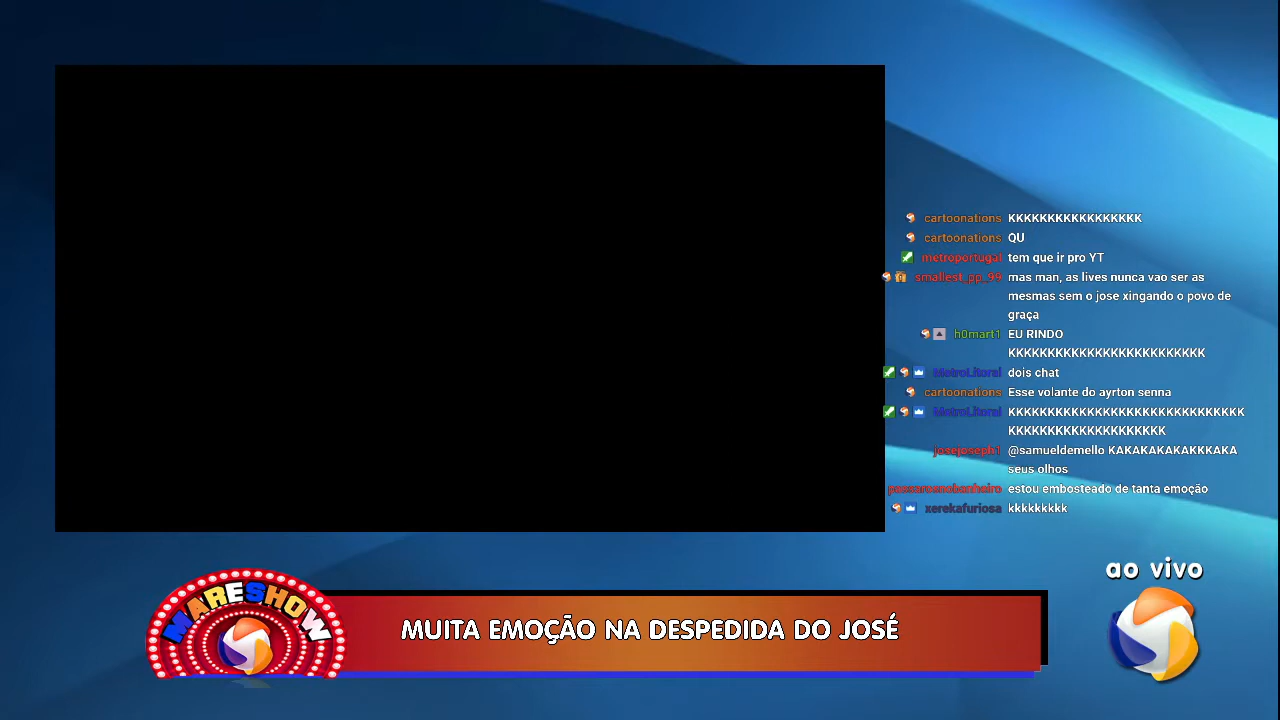 cartoonations KKKKKKKKKKKKKKKKK
cartoonations QU
metroportugal tem que ir pro YT
smallest_pp_99 mas man, as lives nunca vao ser as
mesmas sem o jose xingando o povo de
graça
h0mart1 EU RINDO
KKKKKKKKKKKKKKKKKKKKKKKKK
MetroLitoral dois chat
cartoonations Esse volante do ayrton senna
MetroLitoral KKKKKKKKKKKKKKKKKKKKKKKKKKKKKK
KKKKKKKKKKKKKKKKKKKK
josejoseph1 @samueldemello KAKAKAKAKAKKKAKA
seus olhos
estou embosteado de tanta emoção
xerekafuriosa kkkkkkkkk
ao vivo
MARESHOW
MUITA EMOÇÃO NA DESPEDIDA DO JOSÉ